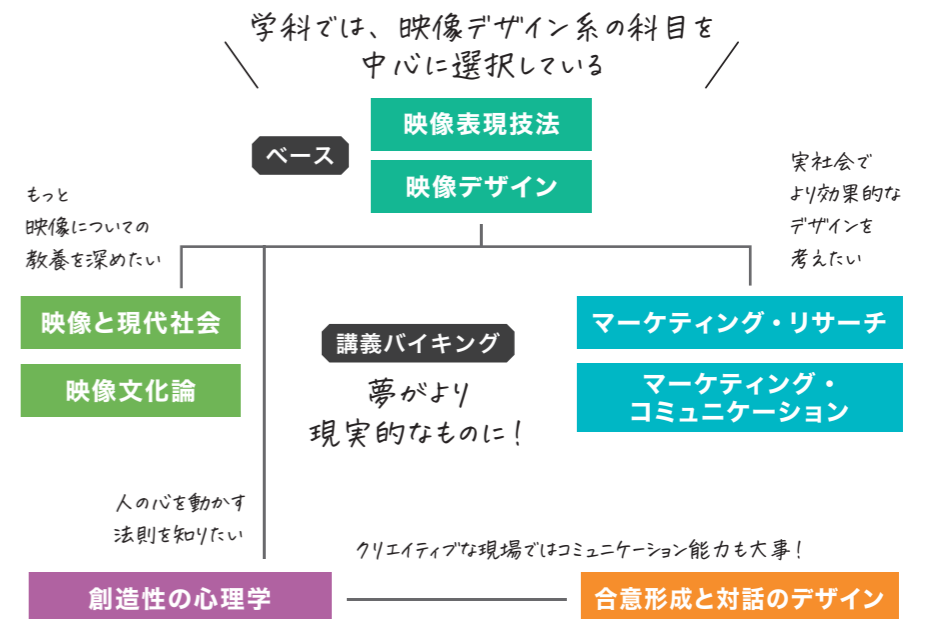 学科では、映像デザイン系の科目を
中心に選択している
映像表現技法
ベース
映像デザイン
もっと
映像についての
教養を深めたい
実社会で
より効果的な
デザインを
考えたい
映像と現代社会
映像文化論
講義バイキング
夢がより
現実的なものに!
マーケティング・リサーチ
マーケティング・
コミュニケーション
人の心を動かす
法則を知りたい
クリエイティブな現場ではコミュニケーション能力も大事!
創造性の心理学
合意形成と対話のデザイン